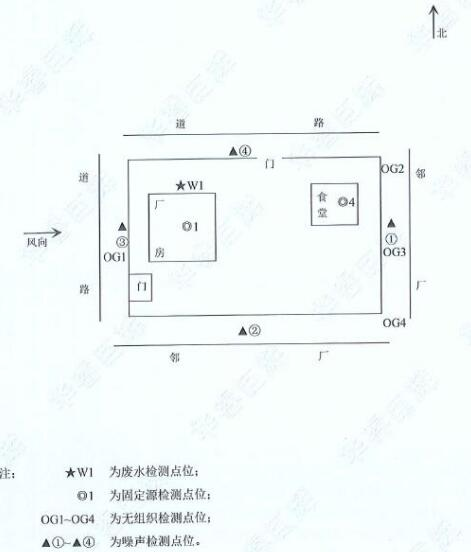 北
道 路
▲④
门
OG2
★W1
道
邻
食
厂
◎4
堂
◎1
▲
▲
③
①
风向
OG1
房
OG3
门
路
厂
OG4
▲②
邻 厂
注: ★W1 为废水检测点位;
◎1 为固定源检测点位;
OG1~OG4 为无组织检测点位;
▲①~▲④ 为噪声检测点位。